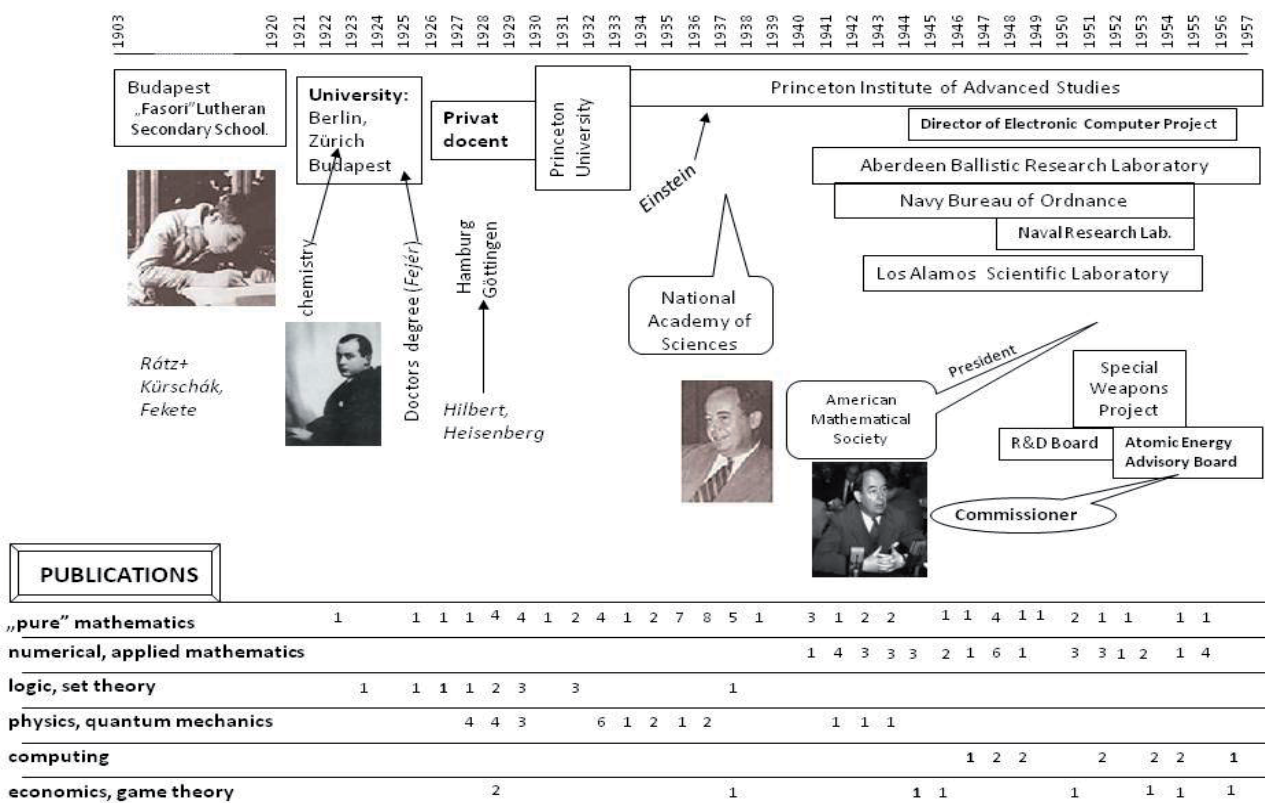 1903 1920 1921 1922 1923 1924 1925 1926 1927 1928 1929 1930 1931 1932 1933 1934 1935 1936 1937 1938 1939 1940 1941 1942 1943 1944 1945 1946 1947 1948 1949 1950 1951 1952 1953 1954 1955 1956 1957
Budapest
„Fasori”Lutheran
Secondary School.
University:
Berlin,
Zürich
Budapest
Privat
docent
Princeton
University
Princeton Institute of Advanced Studies
Director of Electronic Computer Project
Aberdeen Ballistic Research Laboratory
Navy Bureau of Ordnance
Naval Research Lab.
Los Alamos Scientific Laboratory
Einstein
chemistry
Doctors degree (Fejér)
Hamburg
Göttingen
National
Academy of
Sciences
Rátz+
Kürschák,
Fekete
Hilbert,
Heisenberg
President
American
Mathematical
Society
Special
Weapons
Project
R&D Board
Atomic Energy
Advisory Board
Commissioner
PUBLICATIONS
„pure” mathematics 1 1 1 1 4 4 1 2 4 1 2 7 8 5 1 3 1 2 2 1 1 4 1 1 2 1 1 1 1
numerical, applied mathematics 1 4 3 3 3 2 1 6 1 3 3 1 2 1 4
logic, set theory 1 1 1 1 2 3 3 1
physics, quantum mechanics 4 4 3 6 1 2 1 2 1 1 1
computing 1 2 2 2 2 2 1
economics, game theory 2 1 1 1 1 1 1 1